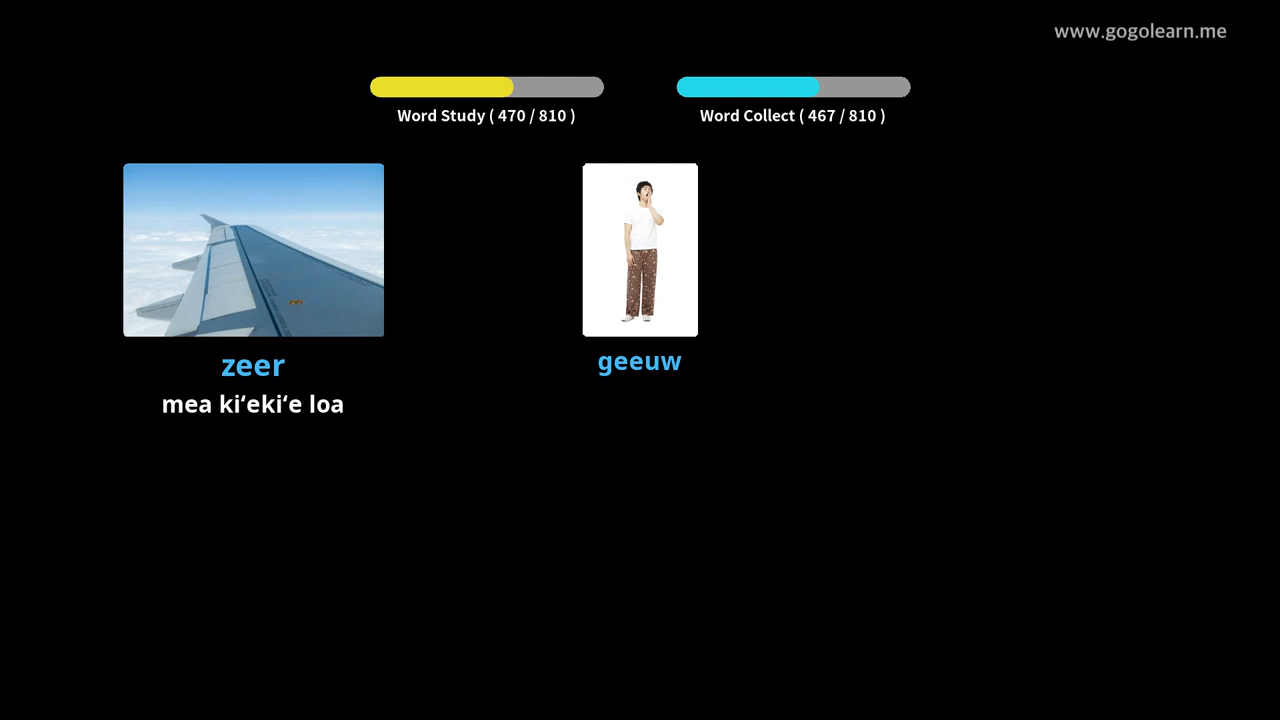 www.gogolearn.me
Word Study ( 470 / 810 )
Word Collect ( 467 / 810 )
zeer
mea kiʻekiʻe loa
geeuw